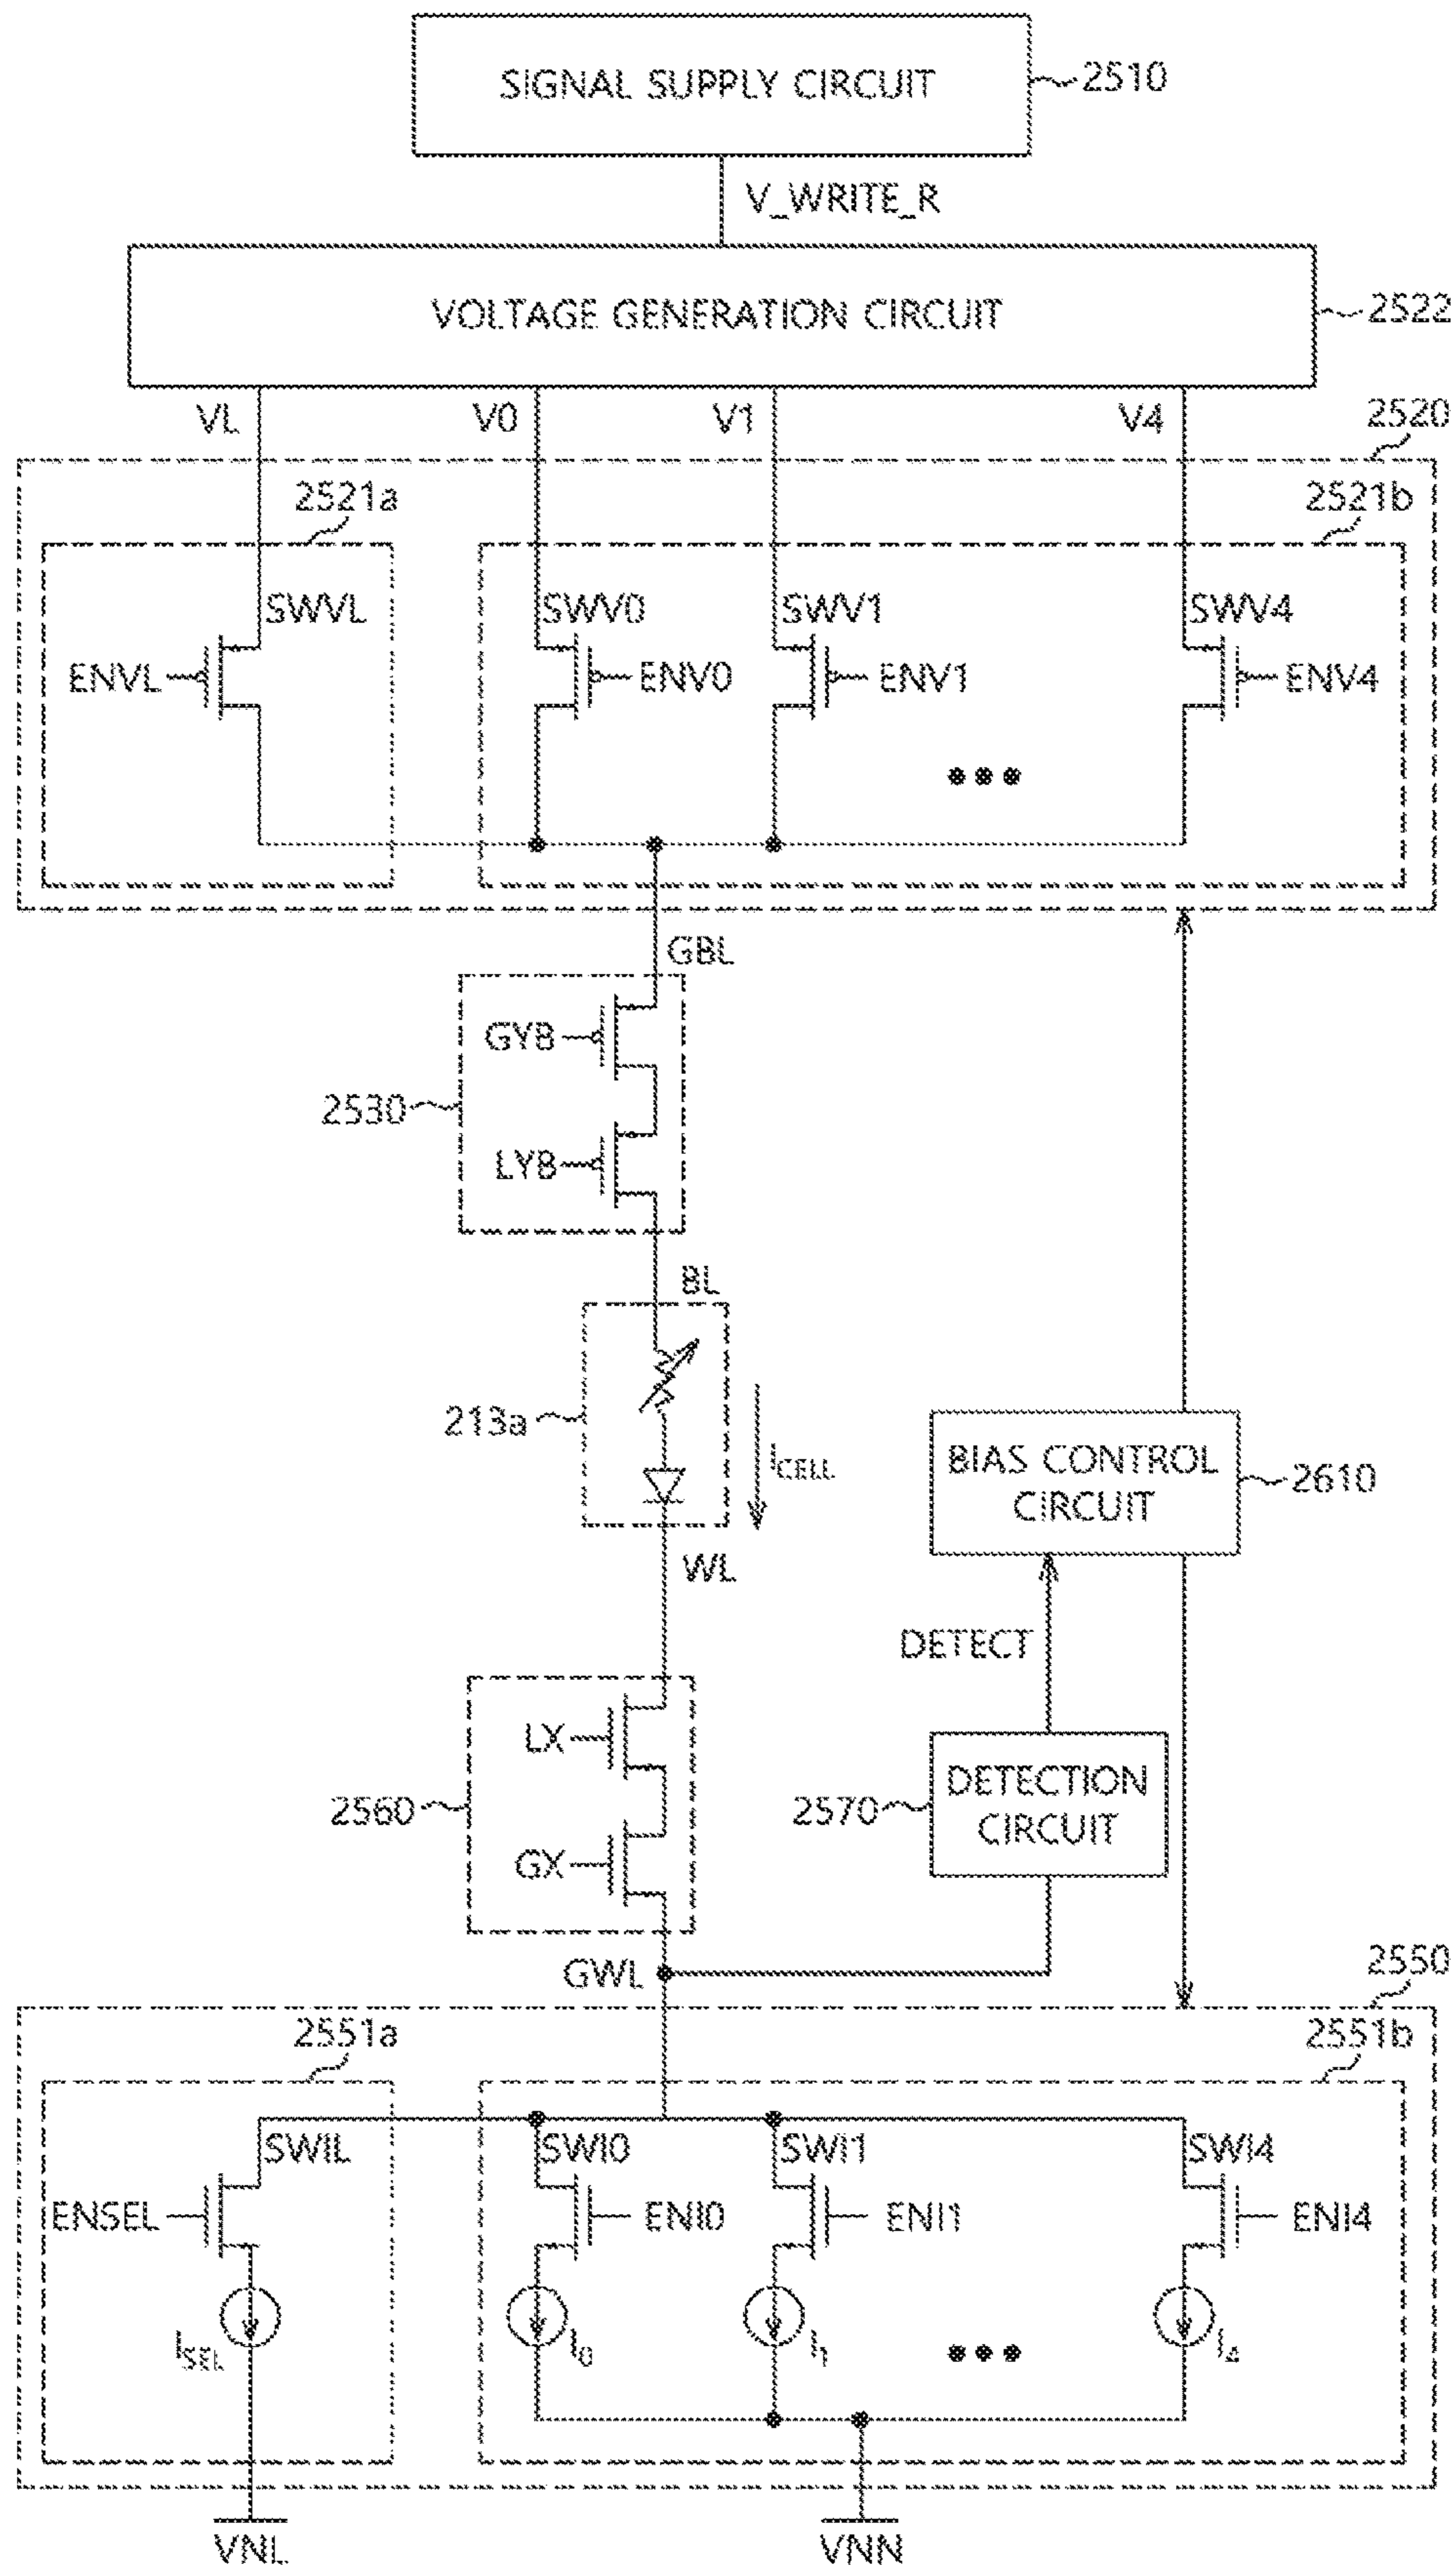 SIGNAL SUPPLY CIRCUIT
2510
V_WRITE_R
VOLTAGE GENERATION CIRCUIT
2522
VL
V0
V1
V4
2520
2521a
2521b
SWVL
SWV0
SWV1
SWV4
ENVL
ENV0
ENV1
ENV4
GBL
GYB
2530
LYB
BL
213a
ICELL
BIAS CONTROL
CIRCUIT
2610
WL
DETECT
LX
2560
GX
DETECTION
CIRCUIT
2570
GWL
2550
2551a
2551b
SWIL
SWI0
SWI1
SWI4
ENSEL
ENI0
ENI1
ENI4
ISEL
I0
I1
I4
VNL
VNN